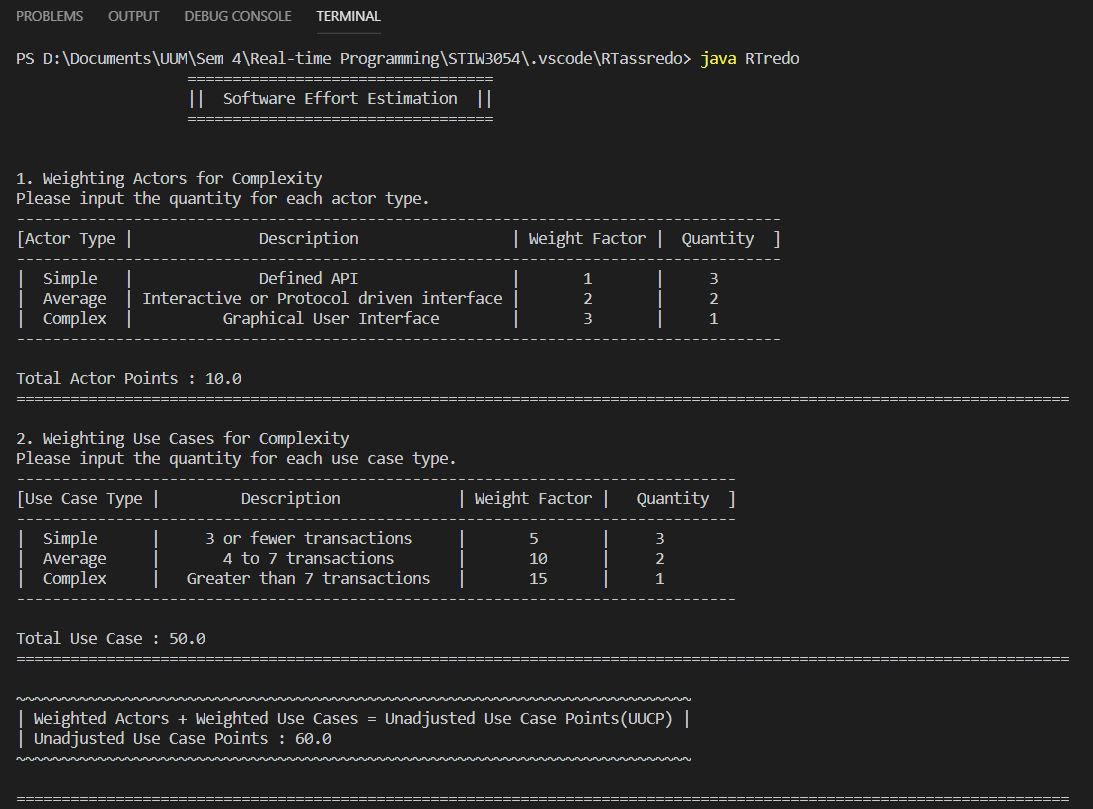 PROBLEMS OUTPUT DEBUG CONSOLE TERMINAL
PS D:\Documents\UUM\Sem 4\Real-time Programming\STIW3054\.vscode\RTassredo> java RTredo
==================================
||  Software Effort Estimation  ||
==================================
1. Weighting Actors for Complexity
Please input the quantity for each actor type.
-------------------------------------------------------------------------------------
[Actor Type |              Description                 | Weight Factor |  Quantity  ]
-------------------------------------------------------------------------------------
|  Simple   |              Defined API                 |       1       |     3
|  Average  | Interactive or Protocol driven interface |       2       |     2
|  Complex  |          Graphical User Interface        |       3       |     1
-------------------------------------------------------------------------------------
Total Actor Points : 10.0
=====================================================================================================================
2. Weighting Use Cases for Complexity
Please input the quantity for each use case type.
--------------------------------------------------------------------------------
[Use Case Type |         Description             | Weight Factor |   Quantity  ]
--------------------------------------------------------------------------------
|  Simple      |     3 or fewer transactions     |       5       |     3
|  Average     |       4 to 7 transactions       |       10      |     2
|  Complex     |   Greater than 7 transactions   |       15      |     1
--------------------------------------------------------------------------------
Total Use Case : 50.0
=====================================================================================================================
~~~~~~~~~~~~~~~~~~~~~~~~~~~~~~~~~~~~~~~~~~~~~~~~~~~~~~~~~~~~~~~~~~~~~~~~~~~
| Weighted Actors + Weighted Use Cases = Unadjusted Use Case Points(UUCP) |
| Unadjusted Use Case Points : 60.0
~~~~~~~~~~~~~~~~~~~~~~~~~~~~~~~~~~~~~~~~~~~~~~~~~~~~~~~~~~~~~~~~~~~~~~~~~~~
=====================================================================================================================